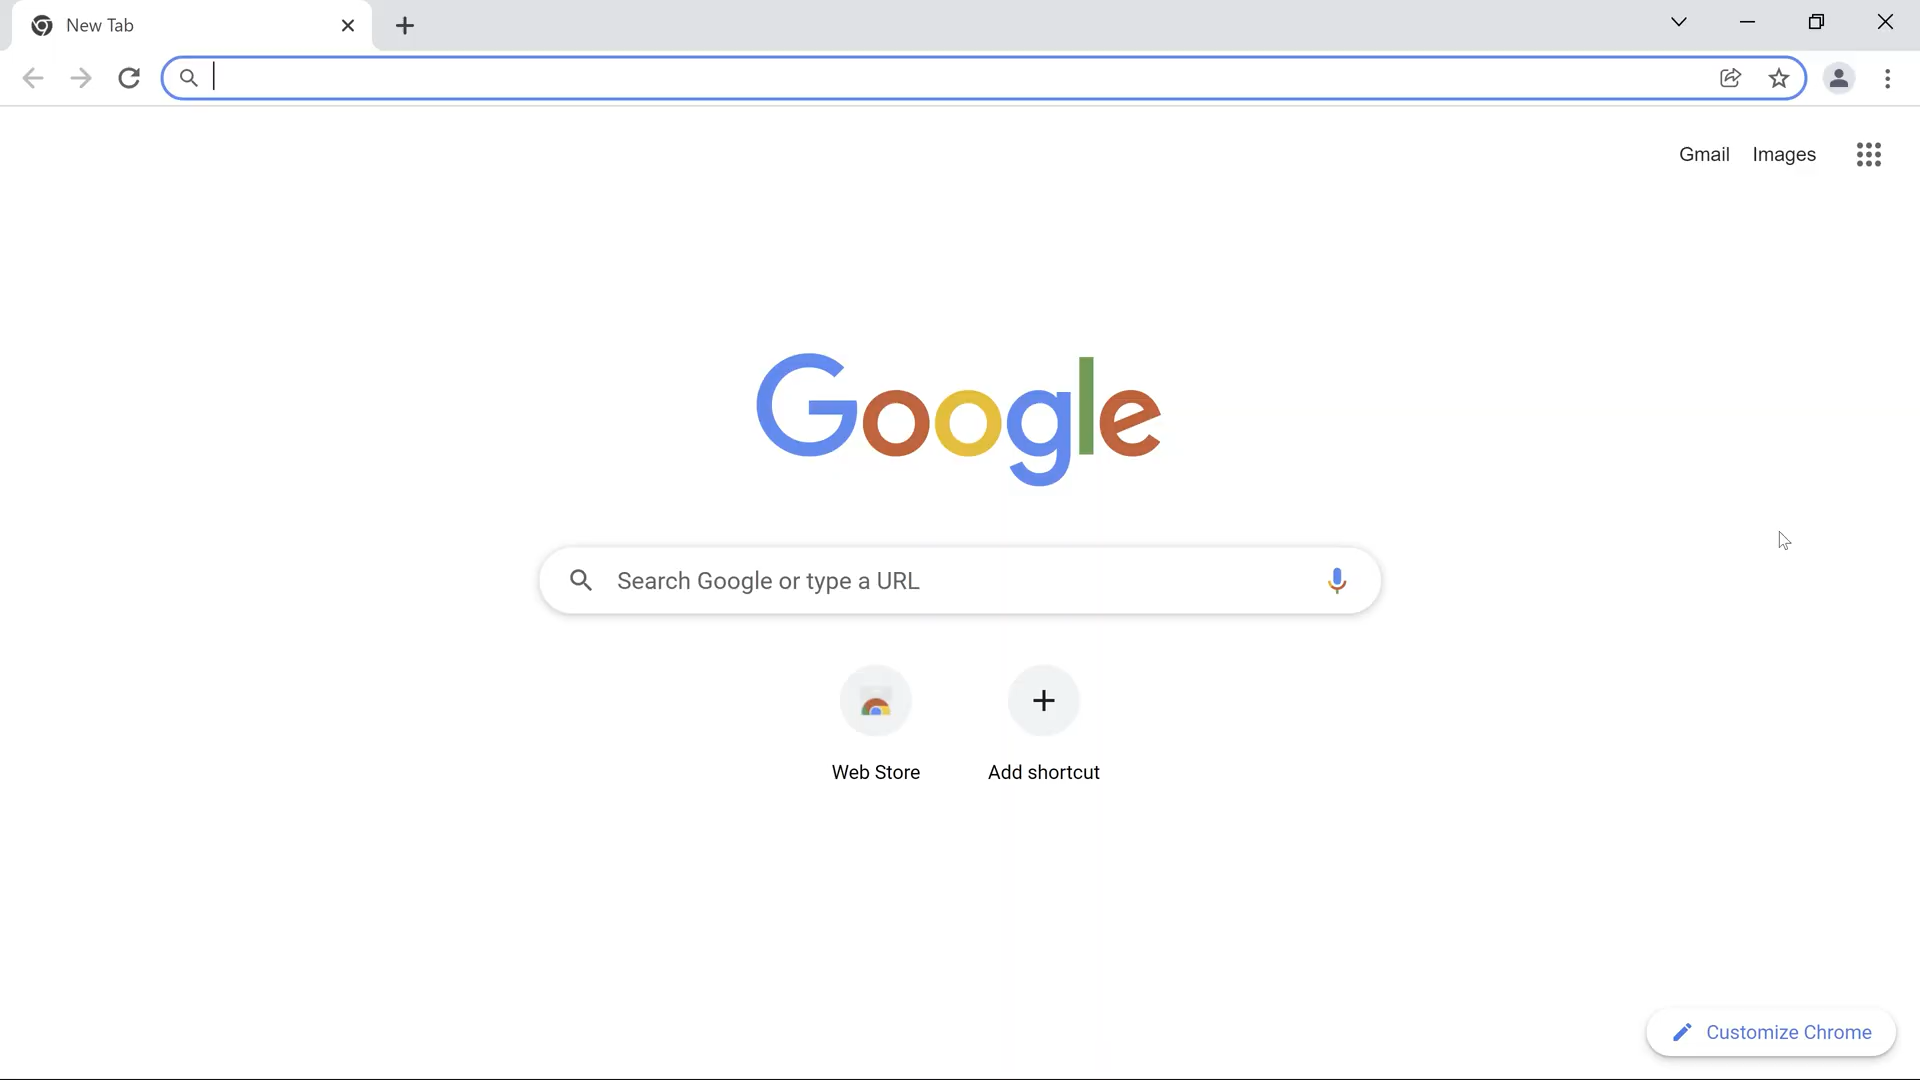 New Tab
Gmail Images
Google
Search Google or type a URL
Web Store
Add shortcut
Customize Chrome